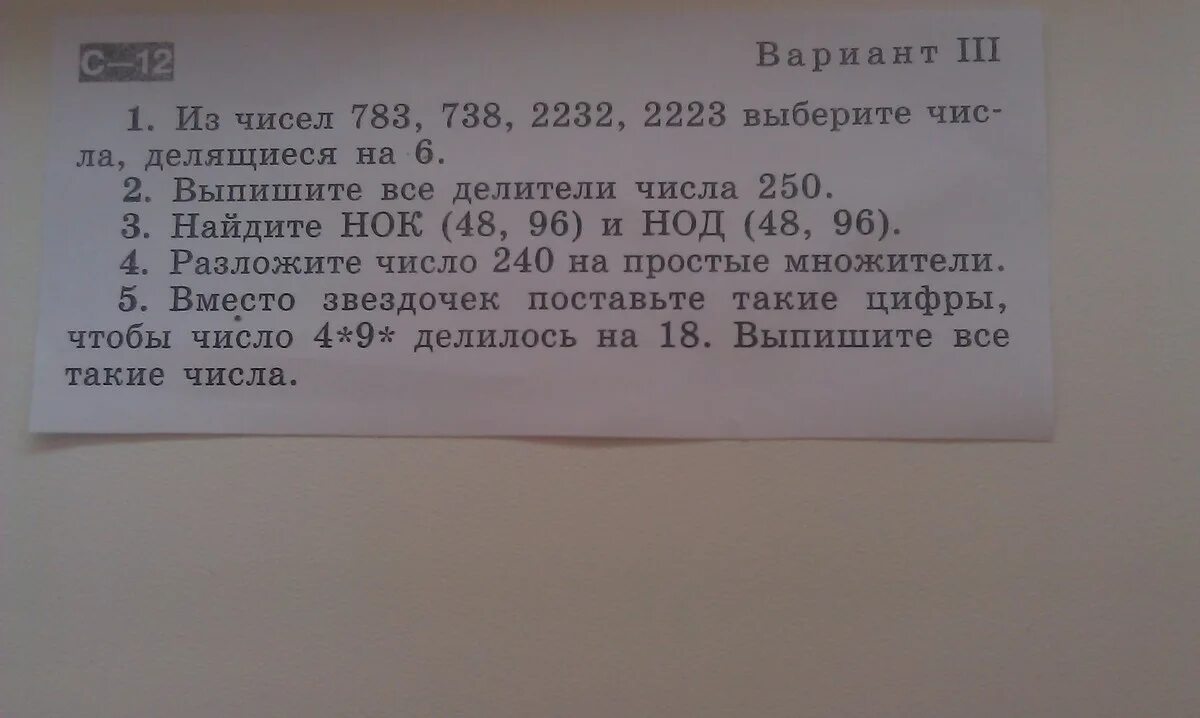 С—12
Вариант III
1. Из чисел 783, 738, 2232, 2223 выберите чис-
ла, делящиеся на 6.
2. Выпишите все делители числа 250.
3. Найдите НОК (48, 96) и НОД (48, 96).
4. Разложите число 240 на простые множители.
5. Вместо звездочек поставьте такие цифры,
чтобы число 4*9* делилось на 18. Выпишите все
такие числа.